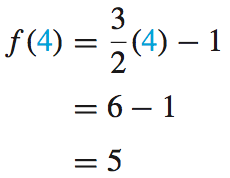 f(4) = 3/2(4) − 1
= 6 − 1
= 5